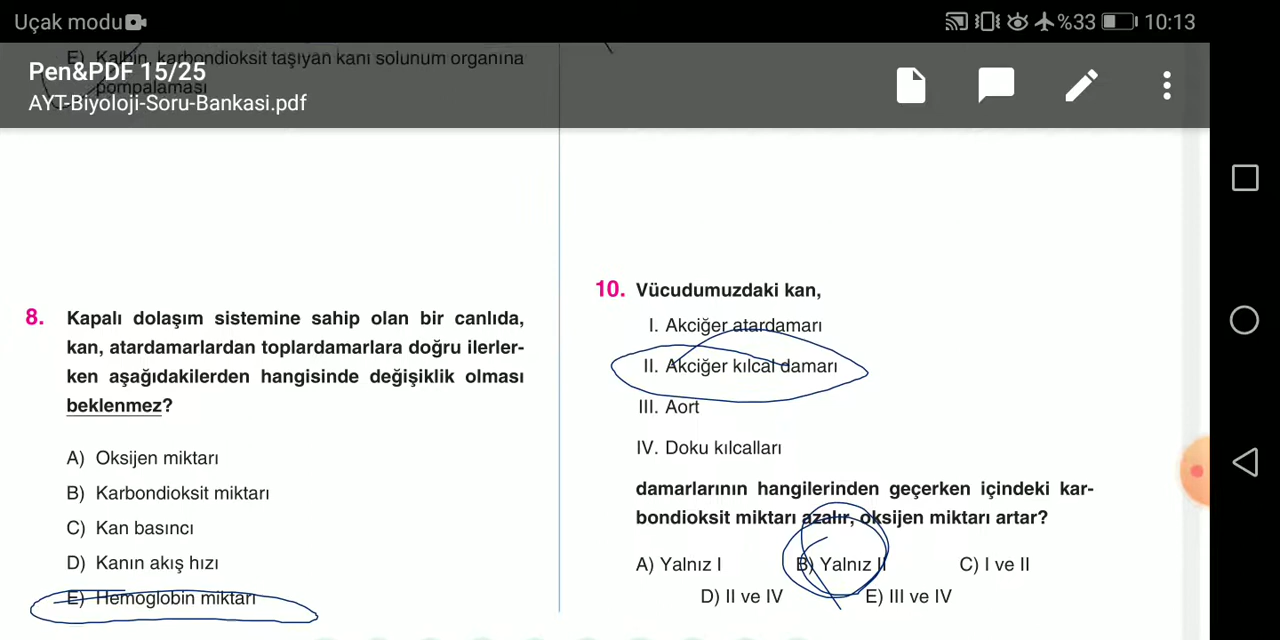 Uçak modu
%33 10:13
E) Kalbin, karbondioksit taşıyan kanı solunum organına
pompalaması
Pen&PDF 15/25
AYT-Biyoloji-Soru-Bankasi.pdf
8. Kapalı dolaşım sistemine sahip olan bir canlıda,
kan, atardamarlardan toplardamarlara doğru ilerler-
ken aşağıdakilerden hangisinde değişiklik olması
beklenmez?
A) Oksijen miktarı
B) Karbondioksit miktarı
C) Kan basıncı
D) Kanın akış hızı
E) Hemoglobin miktarı
10. Vücudumuzdaki kan,
I. Akciğer atardamarı
II. Akciğer kılcal damarı
III. Aort
IV. Doku kılcalları
damarlarının hangilerinden geçerken içindeki kar-
bondioksit miktarı azalır, oksijen miktarı artar?
A) Yalnız I B) Yalnız II C) I ve II
D) II ve IV E) III ve IV